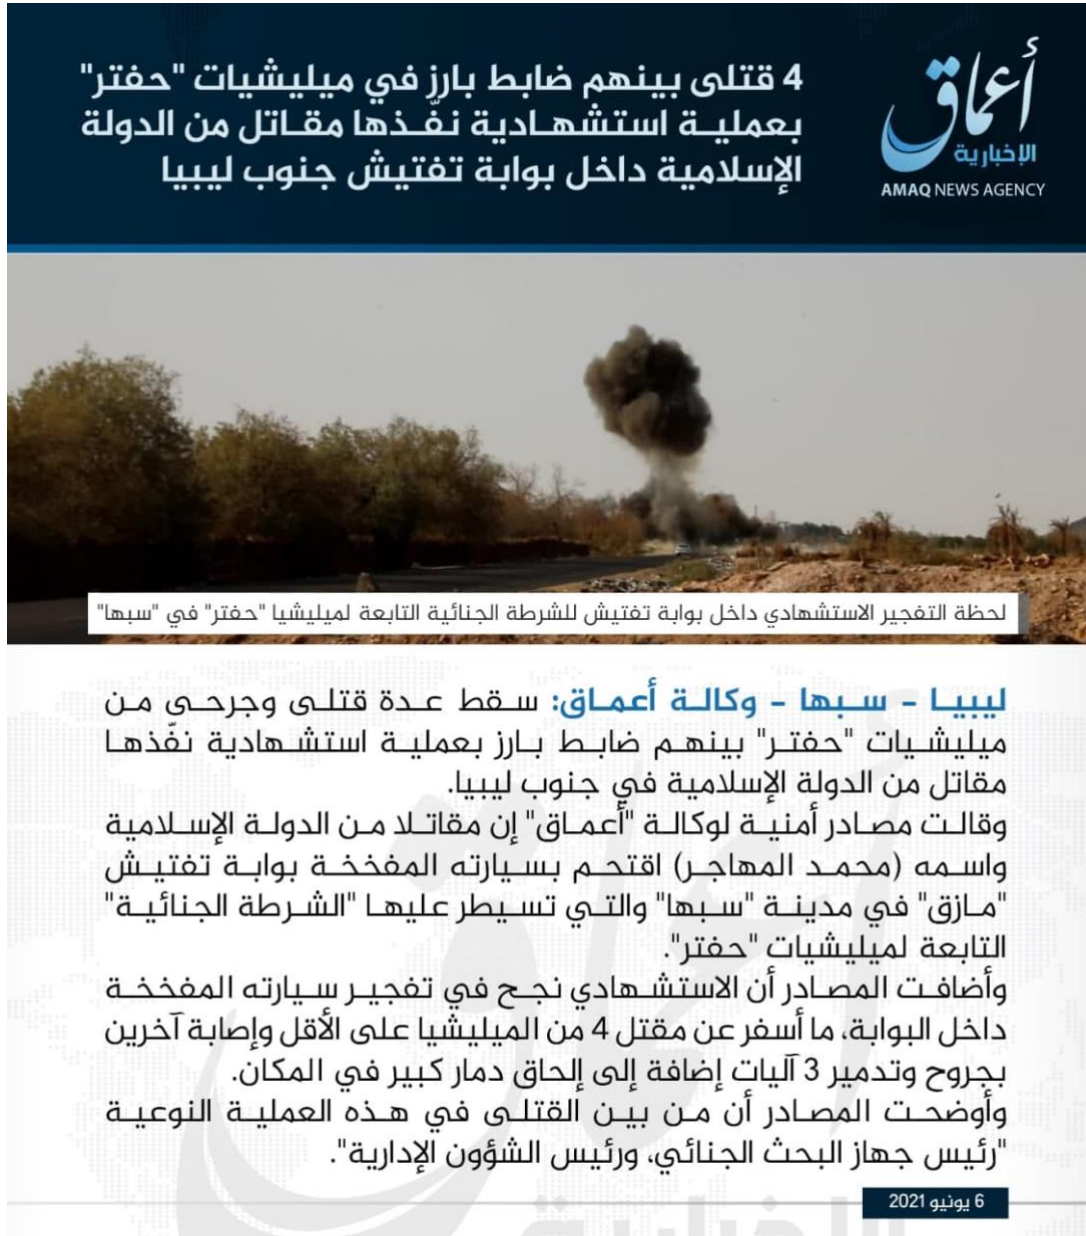 4 قتلى بينهم ضابط بارز في ميليشيات "حفتر"
بعملية استشهادية نفّذها مقاتل من الدولة
الإسلامية داخل بوابة تفتيش جنوب ليبيا
أعماق
الإخبارية
AMAQ NEWS AGENCY
لحظة التفجير الاستشهادي داخل بوابة تفتيش للشرطة الجنائية التابعة لميليشيا "حفتر" في "سبها"
ليبيا - سبها - وكالة أعماق: سقط عدة قتلى وجرحى من
ميليشيات "حفتر" بينهم ضابط بارز بعملية استشهادية نفّذها
مقاتل من الدولة الإسلامية في جنوب ليبيا.
وقالت مصادر أمنية لوكالة "أعماق" إن مقاتلا من الدولة الإسلامية
واسمه (محمد المهاجر) اقتحم بسيارته المفخخة بوابة تفتيش
"مازق" في مدينة "سبها" والتي تسيطر عليها "الشرطة الجنائية"
التابعة لميليشيات "حفتر".
وأضافت المصادر أن الاستشهادي نجح في تفجير سيارته المفخخة
داخل البوابة، ما أسفر عن مقتل 4 من الميليشيا على الأقل وإصابة آخرين
بجروح وتدمير 3 آليات إضافة إلى إلحاق دمار كبير في المكان.
وأوضحت المصادر أن من بين القتلى في هذه العملية النوعية
"رئيس جهاز البحث الجنائي، ورئيس الشؤون الإدارية".
6 يونيو 2021